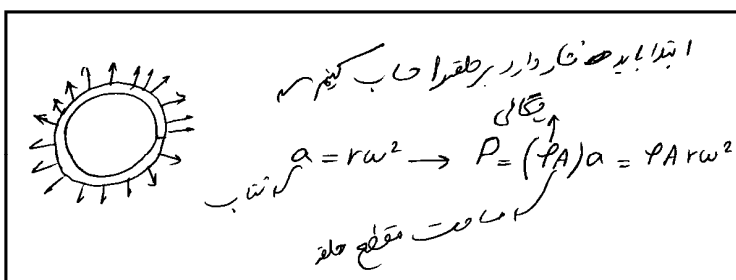 ابتدا باید فشار وارد بر حلقه را حساب کنیم
چگالی
a = rω² → P = (ρA)a = ρArω²
شتاب
مساحت مقطع حلقه